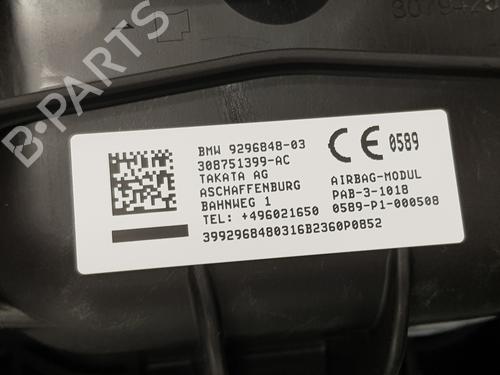 BMW 9296848-03
308751399-AC
TAKATA AG
ASCHAFFENBURG
BAHNWEG 1
TEL: +496021650
CE 0589
AIRBAG-MODUL
PAB-3-1018
0589-P1-000508
3992968480316B2360P0852
B-PARTS